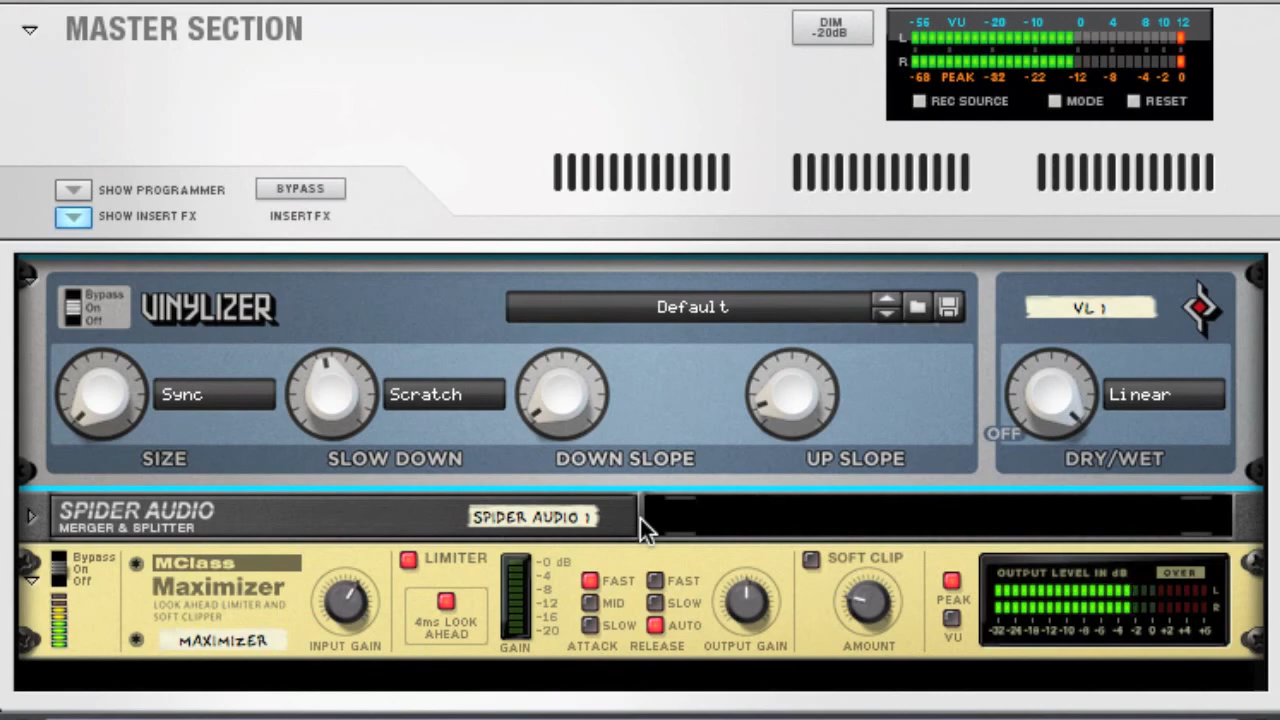 MASTER SECTION
DIM
-20dB
-56 VU -20 -10 0 4 8 10 12
L
R
-68 PEAK -32 -22 -12 -8 -4 -2 0
REC SOURCE MODE RESET
SHOW PROGRAMMER
BYPASS
SHOW INSERT FX
INSERT FX
Bypass
On
Off
VINYLIZER
Default
VL 1
Sync
Scratch
Linear
OFF
SIZE
SLOW DOWN
DOWN SLOPE
UP SLOPE
DRY/WET
SPIDER AUDIO
MERGER & SPLITTER
SPIDER AUDIO 1
Bypass
On
Off
MClass
Maximizer
LOOK AHEAD LIMITER AND
SOFT CLIPPER
MAXIMIZER
INPUT GAIN
LIMITER
4ms LOOK
AHEAD
-0 dB
-4
-8
-12
-16
-20
GAIN
FAST
MID
SLOW
ATTACK
FAST
SLOW
AUTO
RELEASE
OUTPUT GAIN
SOFT CLIP
AMOUNT
PEAK
VU
OUTPUT LEVEL IN dB OVER
L
R
-32 -24 -18 -12 -10 -8 -6 -4 -2 0 +2 +4 +6